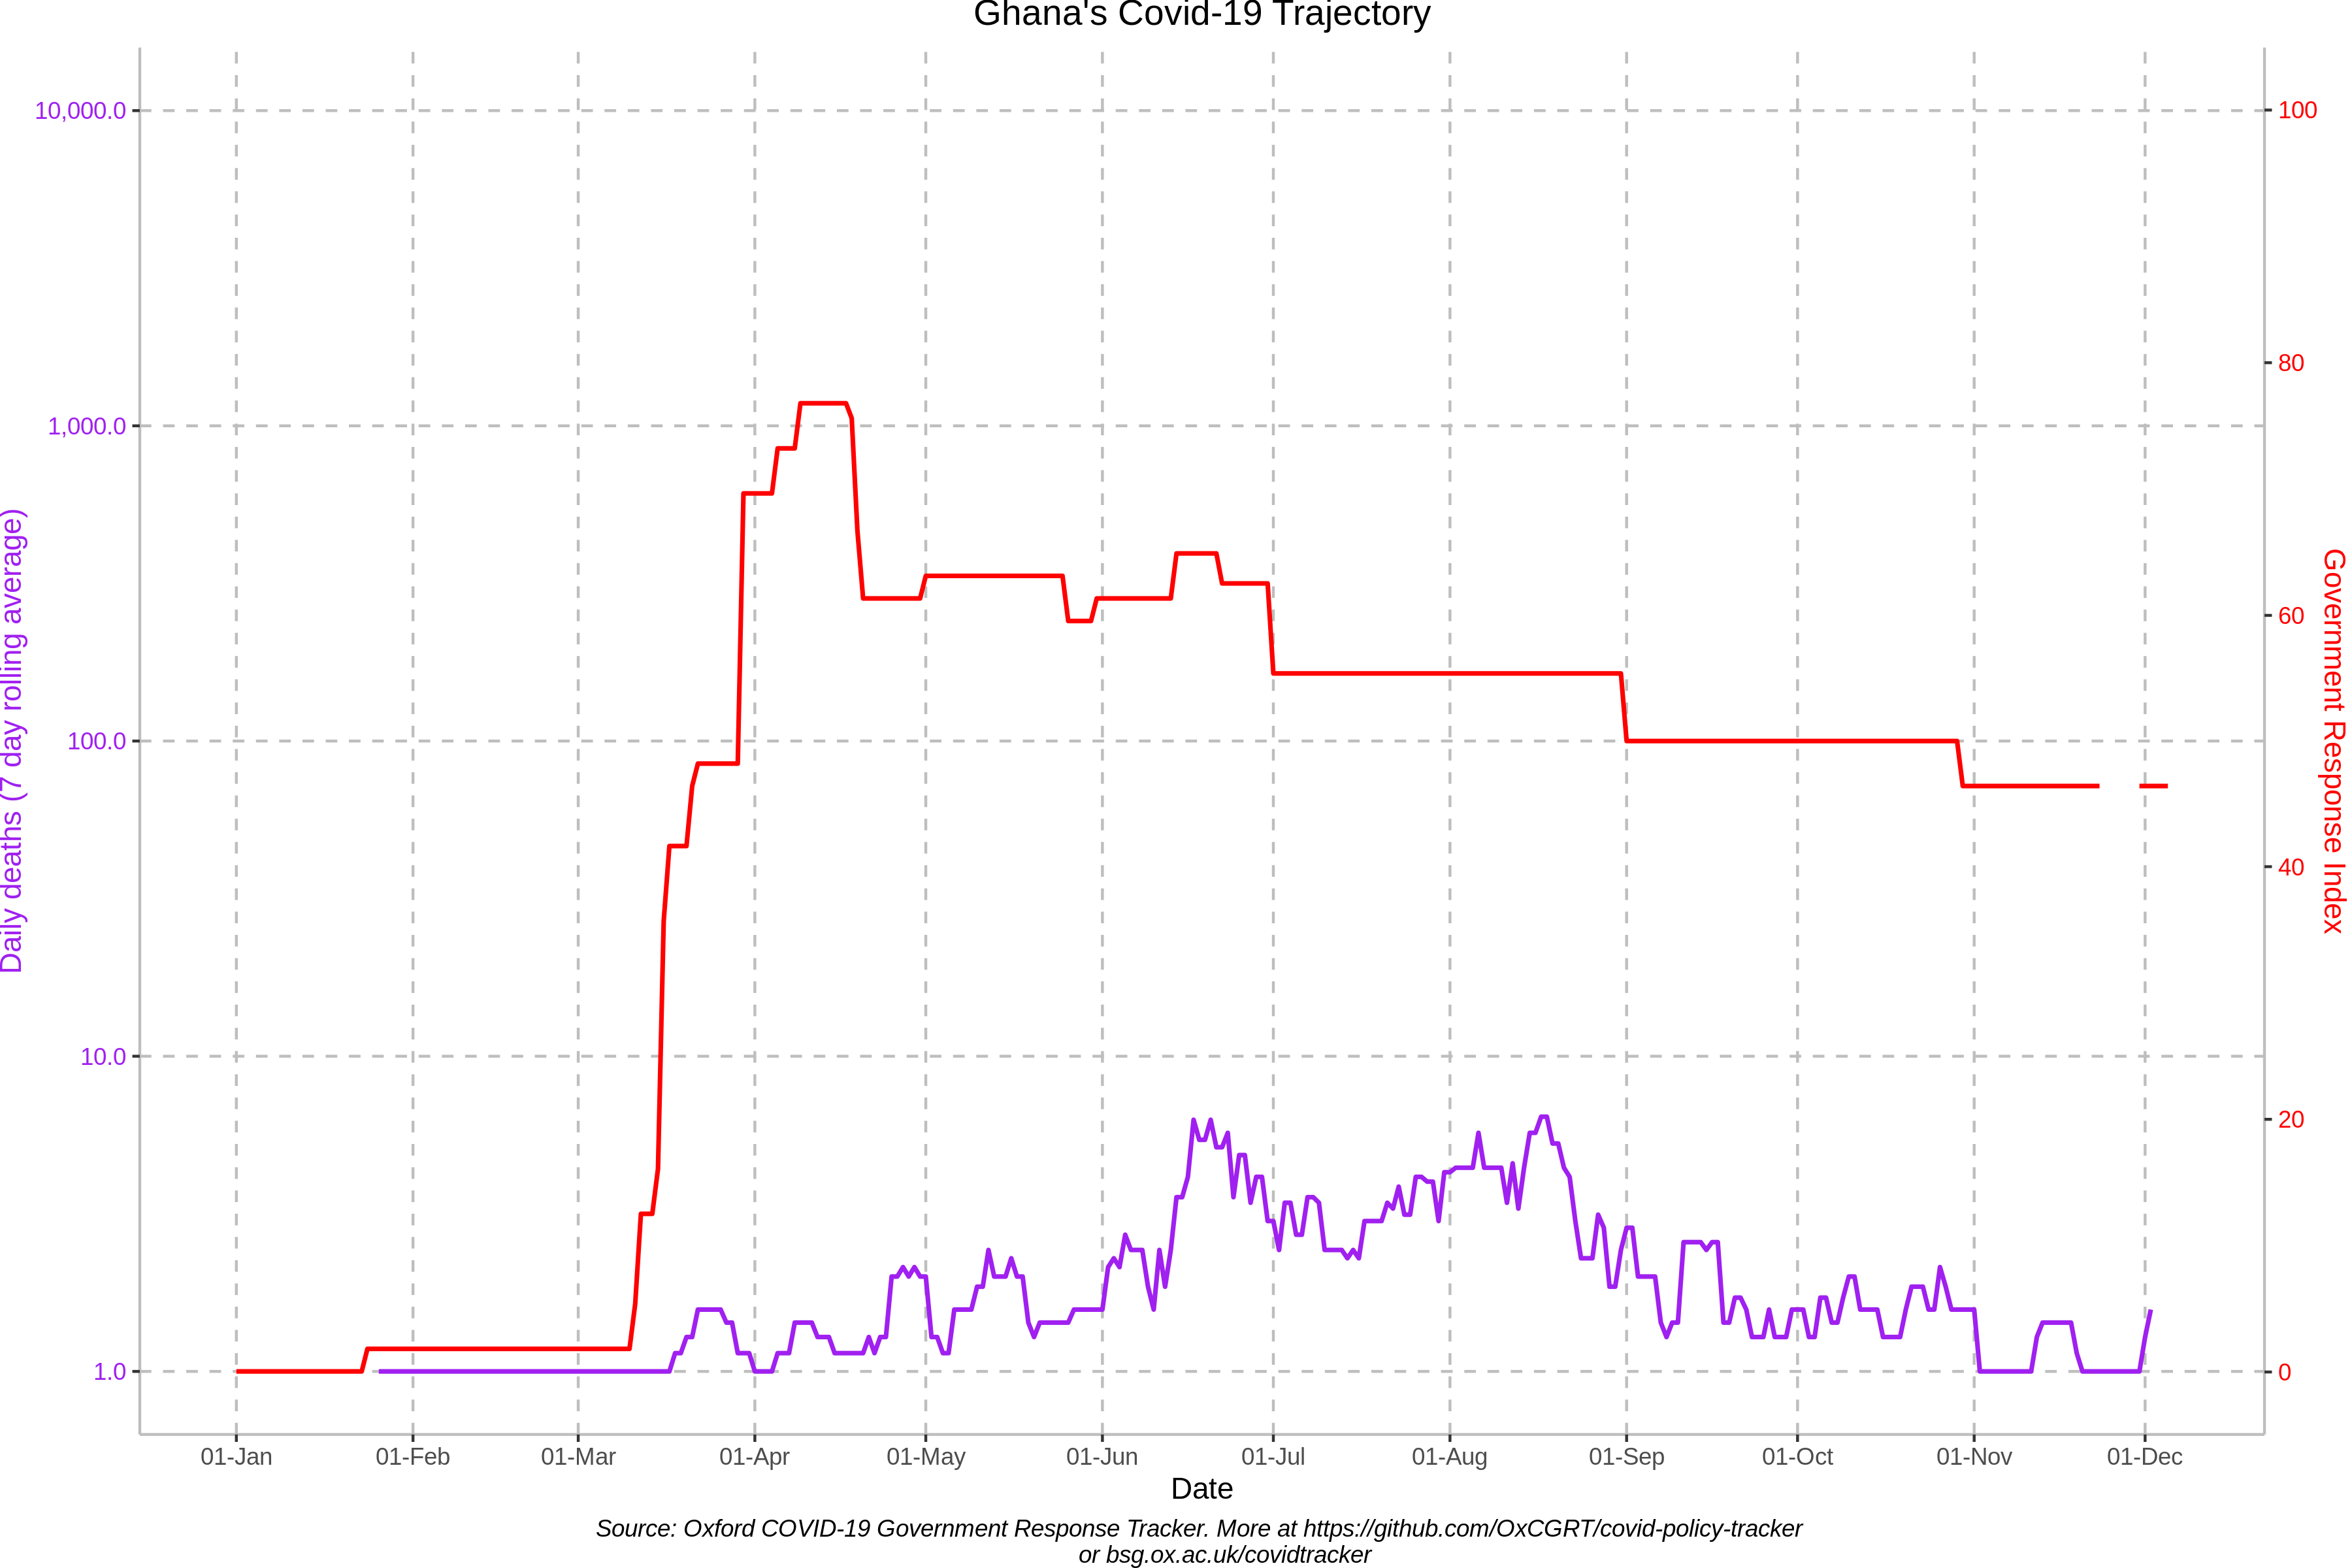 Ghana's Covid-19 Trajectory
10,000.0
1,000.0
100.0
10.0
1.0
Daily deaths (7 day rolling average)
100
80
60
40
20
0
Government Response Index
01-Jan
01-Feb
01-Mar
01-Apr
01-May
01-Jun
01-Jul
01-Aug
01-Sep
01-Oct
01-Nov
01-Dec
Date
Source: Oxford COVID-19 Government Response Tracker. More at https://github.com/OxCGRT/covid-policy-tracker
or bsg.ox.ac.uk/covidtracker